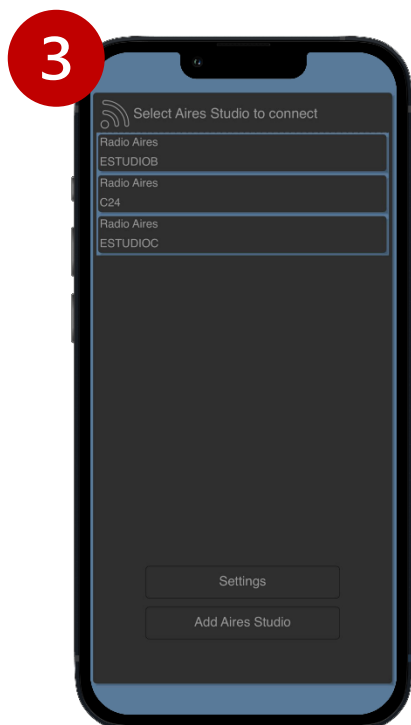 3
Select Aires Studio to connect
Radio Aires
ESTUDIOB
Radio Aires
C24
Radio Aires
ESTUDIOC
Settings
Add Aires Studio